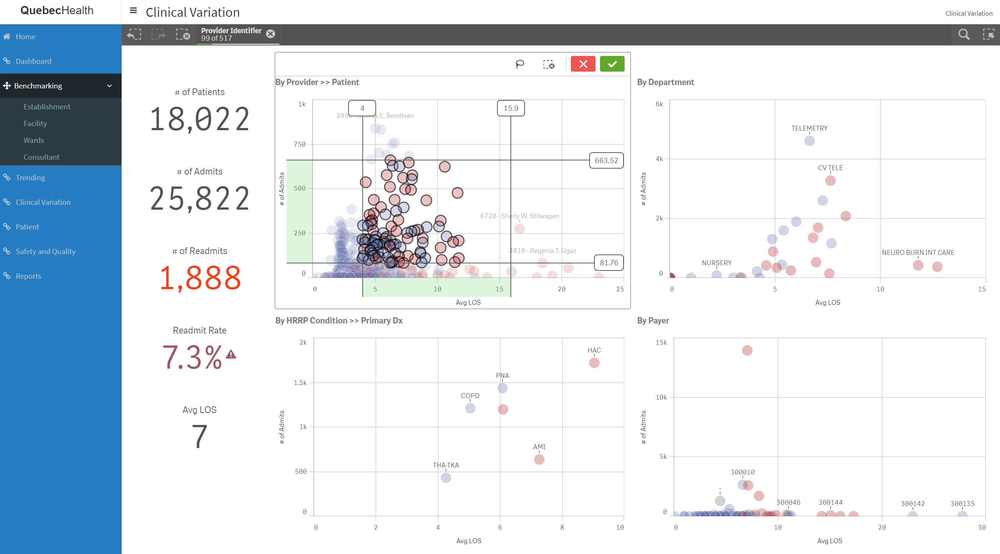 QuebecHealth
Clinical Variation
Clinical Variation
Home
Dashboard
Benchmarking
Establishment
Facility
Wards
Consultant
Trending
Clinical Variation
Patient
Safety and Quality
Reports
Provider Identifier
99 of 517
# of Patients
18,022
# of Admits
25,822
# of Readmits
1,888
Readmit Rate
7.3%
Avg LOS
7
By Provider >> Patient
1k
750
500
250
0
# of Admits
4
15.9
E. Bendtsen
663.52
6720 - Sherly W. Stilwagen
4810 - Regenia T. Ugaz
81.76
0
5
10
15
20
25
Avg LOS
By Department
6k
4k
2k
0
# of Admits
TELEMETRY
CV TELE
NURSERY
NEURO BURN INT CARE
0
5
10
15
Avg LOS
By HRRP Condition >> Primary Dx
2k
1.5k
1k
500
0
# of Admits
HAC
PNA
COPD
AMI
THA-TKA
0
2
4
6
8
10
Avg LOS
By Payer
15k
10k
5k
0
# of Admits
300010
-
300046
300144
300142
300135
0
10
20
30
Avg LOS